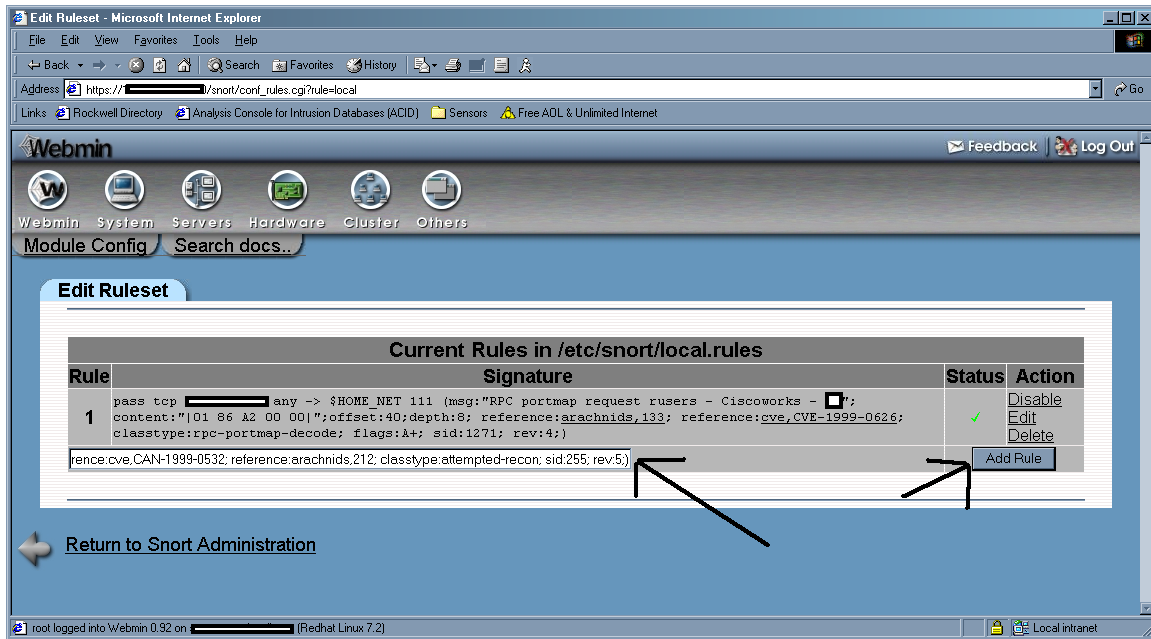 Edit Ruleset - Microsoft Internet Explorer
File Edit View Favorites Tools Help
Back Search Favorites History
Address https:// /snort/conf_rules.cgi?rule=local Go
Links Rockwell Directory Analysis Console for Intrusion Databases (ACID) Sensors Free AOL & Unlimited Internet
Webmin Feedback Log Out
Webmin System Servers Hardware Cluster Others
Module Config Search docs..
Edit Ruleset
Current Rules in /etc/snort/local.rules
Rule Signature Status Action
1 pass tcp any -> $HOME_NET 111 (msg:"RPC portmap request rusers - Ciscoworks - "; Disable
content:"|01 86 A2 00 00|";offset:40;depth:8; reference:arachnids,133; reference:cve,CVE-1999-0626; Edit
classtype:rpc-portmap-decode; flags:A+; sid:1271; rev:4;) Delete
rence:cve,CAN-1999-0532; reference:arachnids,212; classtype:attempted-recon; sid:255; rev:5;) Add Rule
Return to Snort Administration
root logged into Webmin 0.92 on (Redhat Linux 7.2) Local intranet